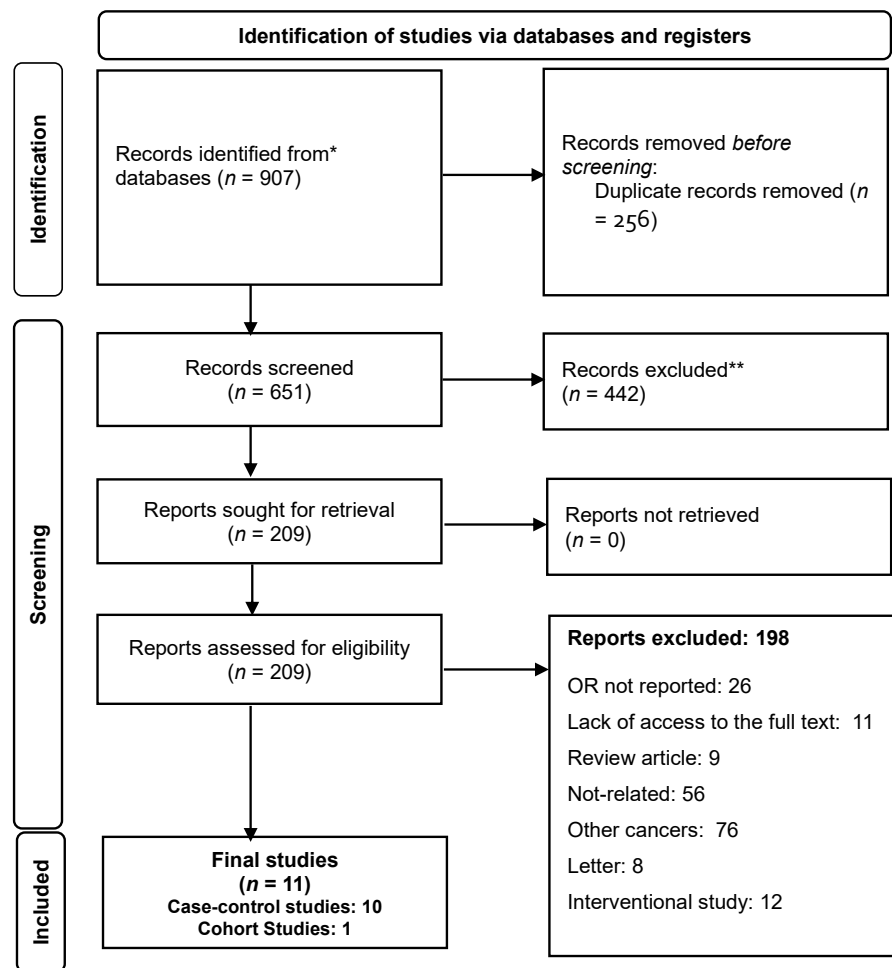 Identification of studies via databases and registers
Identification
Records identified from*
databases (n = 907)
Records removed before
screening:
Duplicate records removed (n
= 256)
Screening
Records screened
(n = 651)
Records excluded**
(n = 442)
Reports sought for retrieval
(n = 209)
Reports not retrieved
(n = 0)
Reports assessed for eligibility
(n = 209)
Reports excluded: 198
OR not reported: 26
Lack of access to the full text: 11
Review article: 9
Not-related: 56
Other cancers: 76
Letter: 8
Interventional study: 12
Included
Final studies
(n = 11)
Case-control studies: 10
Cohort Studies: 1